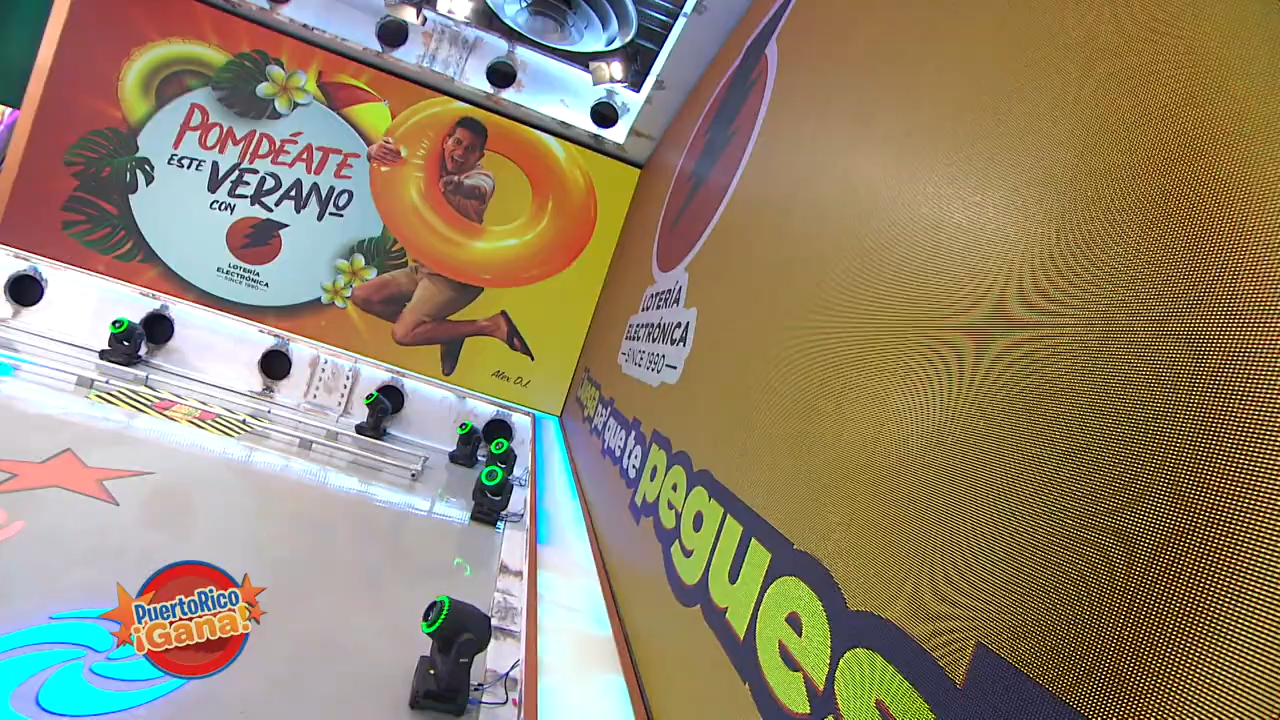 POMPÉATE
ESTE VERANO
CON
LOTERÍA
ELECTRÓNICA
SINCE 1990
Alex DJ.
LOTERÍA
ELECTRÓNICA
SINCE 1990
Juega pa' que te
pegues
PuertoRico
¡Gana!